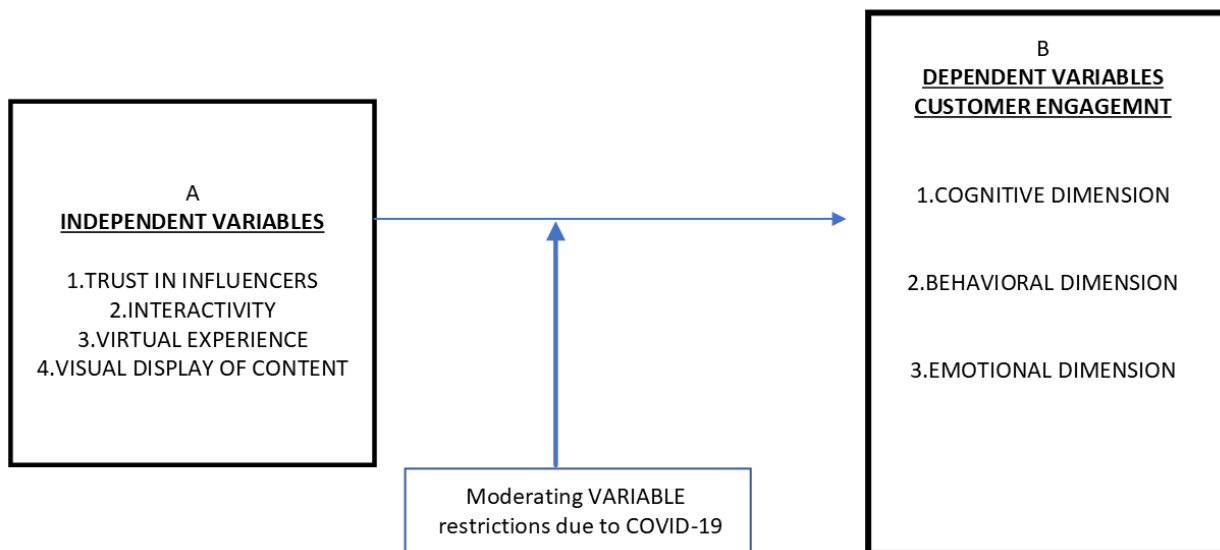 A
INDEPENDENT VARIABLES
1.TRUST IN INFLUENCERS
2.INTERACTIVITY
3.VIRTUAL EXPERIENCE
4.VISUAL DISPLAY OF CONTENT
Moderating VARIABLE
restrictions due to COVID-19
B
DEPENDENT VARIABLES
CUSTOMER ENGAGEMNT
1.COGNITIVE DIMENSION
2.BEHAVIORAL DIMENSION
3.EMOTIONAL DIMENSION